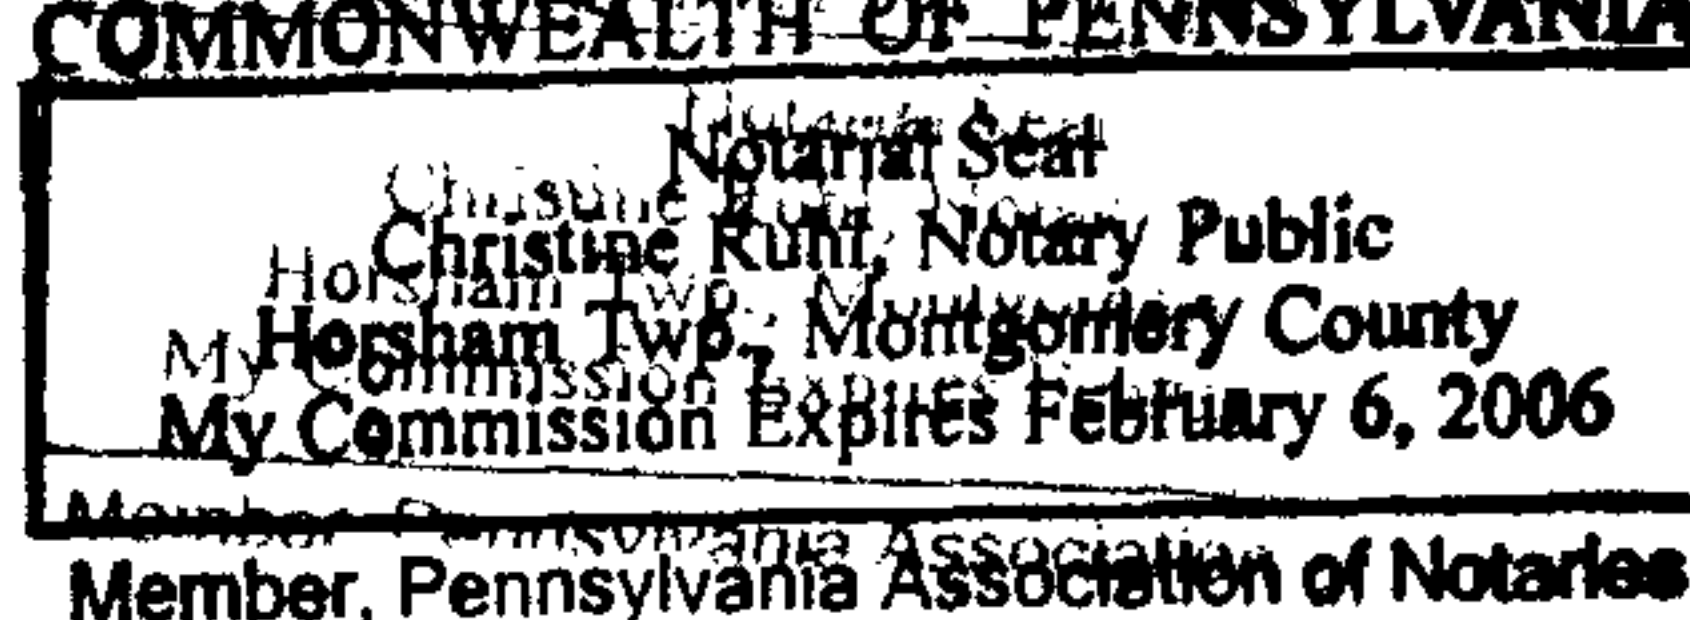 COMMONWEALTH OF PENNSYLVANIA
Notarial Seal
Christine Ruhf, Notary Public
Horsham Twp., Montgomery County
My Commission Expires February 6, 2006
Member, Pennsylvania Association of Notaries